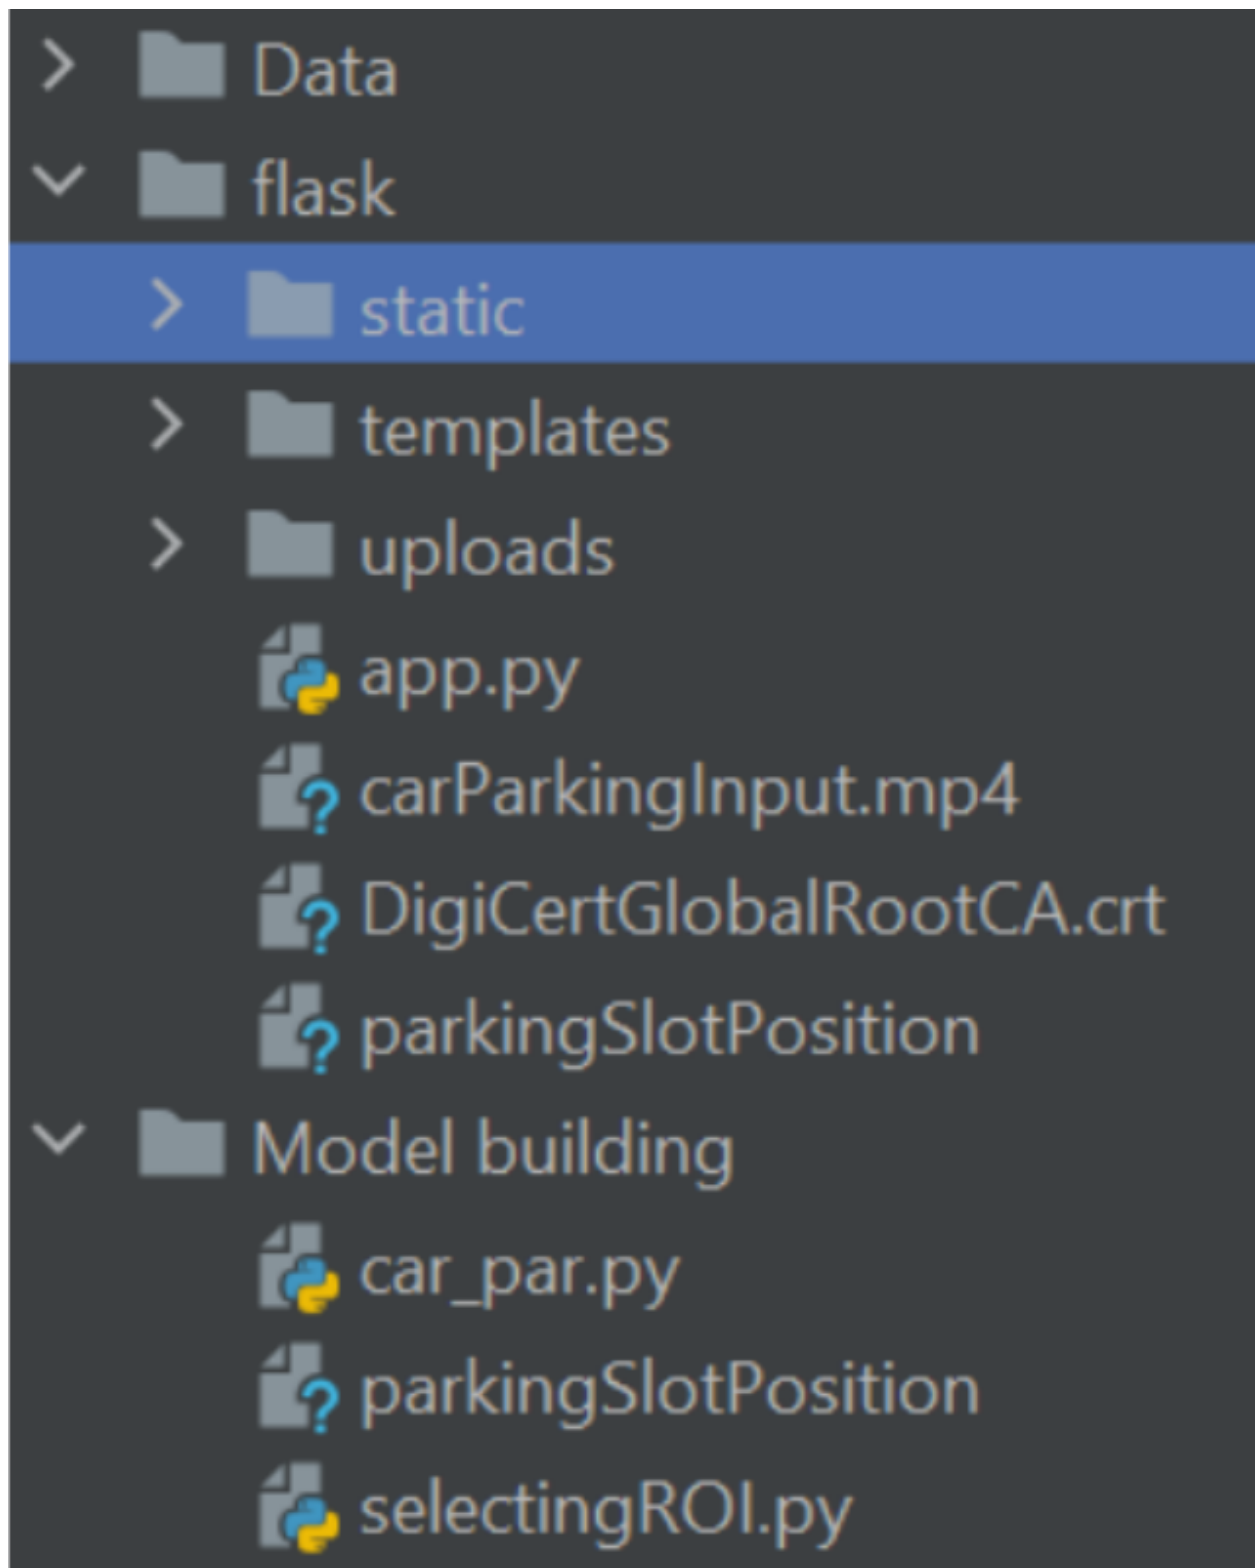 Data
flask
static
templates
uploads
app.py
carParkingInput.mp4
DigiCertGlobalRootCA.crt
parkingSlotPosition
Model building
car_par.py
parkingSlotPosition
selectingROI.py